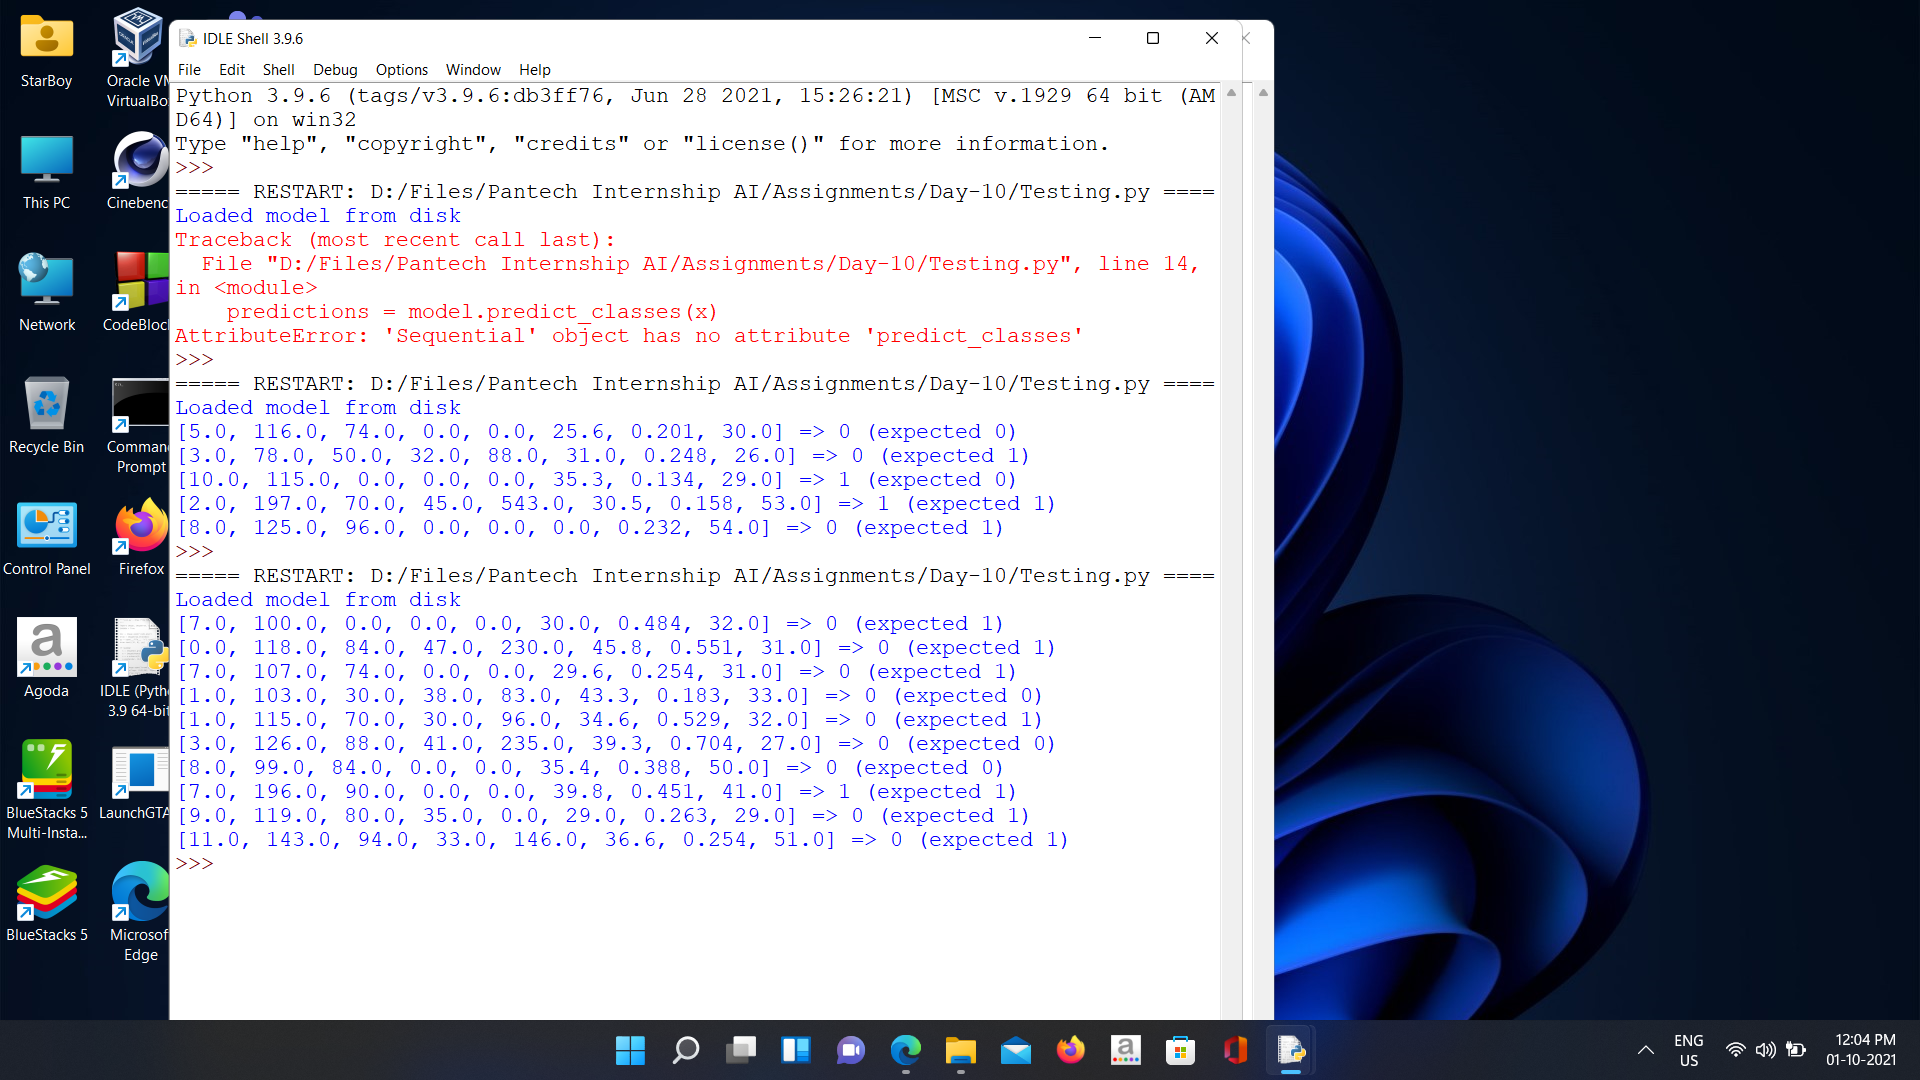 StarBoy
Oracle VM
VirtualBo
This PC
Cinebenc
Network
CodeBloc
Recycle Bin
Command
Prompt
Control Panel
Firefox
Agoda
IDLE (Pyth
3.9 64-bit
BlueStacks 5
Multi-Insta...
LaunchGTA
BlueStacks 5
Microsof
Edge
IDLE Shell 3.9.6
File Edit Shell Debug Options Window Help
Python 3.9.6 (tags/v3.9.6:db3ff76, Jun 28 2021, 15:26:21) [MSC v.1929 64 bit (AM
D64)] on win32
Type "help", "copyright", "credits" or "license()" for more information.
>>>
===== RESTART: D:/Files/Pantech Internship AI/Assignments/Day-10/Testing.py ====
Loaded model from disk
Traceback (most recent call last):
  File "D:/Files/Pantech Internship AI/Assignments/Day-10/Testing.py", line 14,
in <module>
    predictions = model.predict_classes(x)
AttributeError: 'Sequential' object has no attribute 'predict_classes'
>>>
===== RESTART: D:/Files/Pantech Internship AI/Assignments/Day-10/Testing.py ====
Loaded model from disk
[5.0, 116.0, 74.0, 0.0, 0.0, 25.6, 0.201, 30.0] => 0 (expected 0)
[3.0, 78.0, 50.0, 32.0, 88.0, 31.0, 0.248, 26.0] => 0 (expected 1)
[10.0, 115.0, 0.0, 0.0, 0.0, 35.3, 0.134, 29.0] => 1 (expected 0)
[2.0, 197.0, 70.0, 45.0, 543.0, 30.5, 0.158, 53.0] => 1 (expected 1)
[8.0, 125.0, 96.0, 0.0, 0.0, 0.0, 0.232, 54.0] => 0 (expected 1)
>>>
===== RESTART: D:/Files/Pantech Internship AI/Assignments/Day-10/Testing.py ====
Loaded model from disk
[7.0, 100.0, 0.0, 0.0, 0.0, 30.0, 0.484, 32.0] => 0 (expected 1)
[0.0, 118.0, 84.0, 47.0, 230.0, 45.8, 0.551, 31.0] => 0 (expected 1)
[7.0, 107.0, 74.0, 0.0, 0.0, 29.6, 0.254, 31.0] => 0 (expected 1)
[1.0, 103.0, 30.0, 38.0, 83.0, 43.3, 0.183, 33.0] => 0 (expected 0)
[1.0, 115.0, 70.0, 30.0, 96.0, 34.6, 0.529, 32.0] => 0 (expected 1)
[3.0, 126.0, 88.0, 41.0, 235.0, 39.3, 0.704, 27.0] => 0 (expected 0)
[8.0, 99.0, 84.0, 0.0, 0.0, 35.4, 0.388, 50.0] => 0 (expected 0)
[7.0, 196.0, 90.0, 0.0, 0.0, 39.8, 0.451, 41.0] => 1 (expected 1)
[9.0, 119.0, 80.0, 35.0, 0.0, 29.0, 0.263, 29.0] => 0 (expected 1)
[11.0, 143.0, 94.0, 33.0, 146.0, 36.6, 0.254, 51.0] => 0 (expected 1)
>>>
ENG
US
12:04 PM
01-10-2021